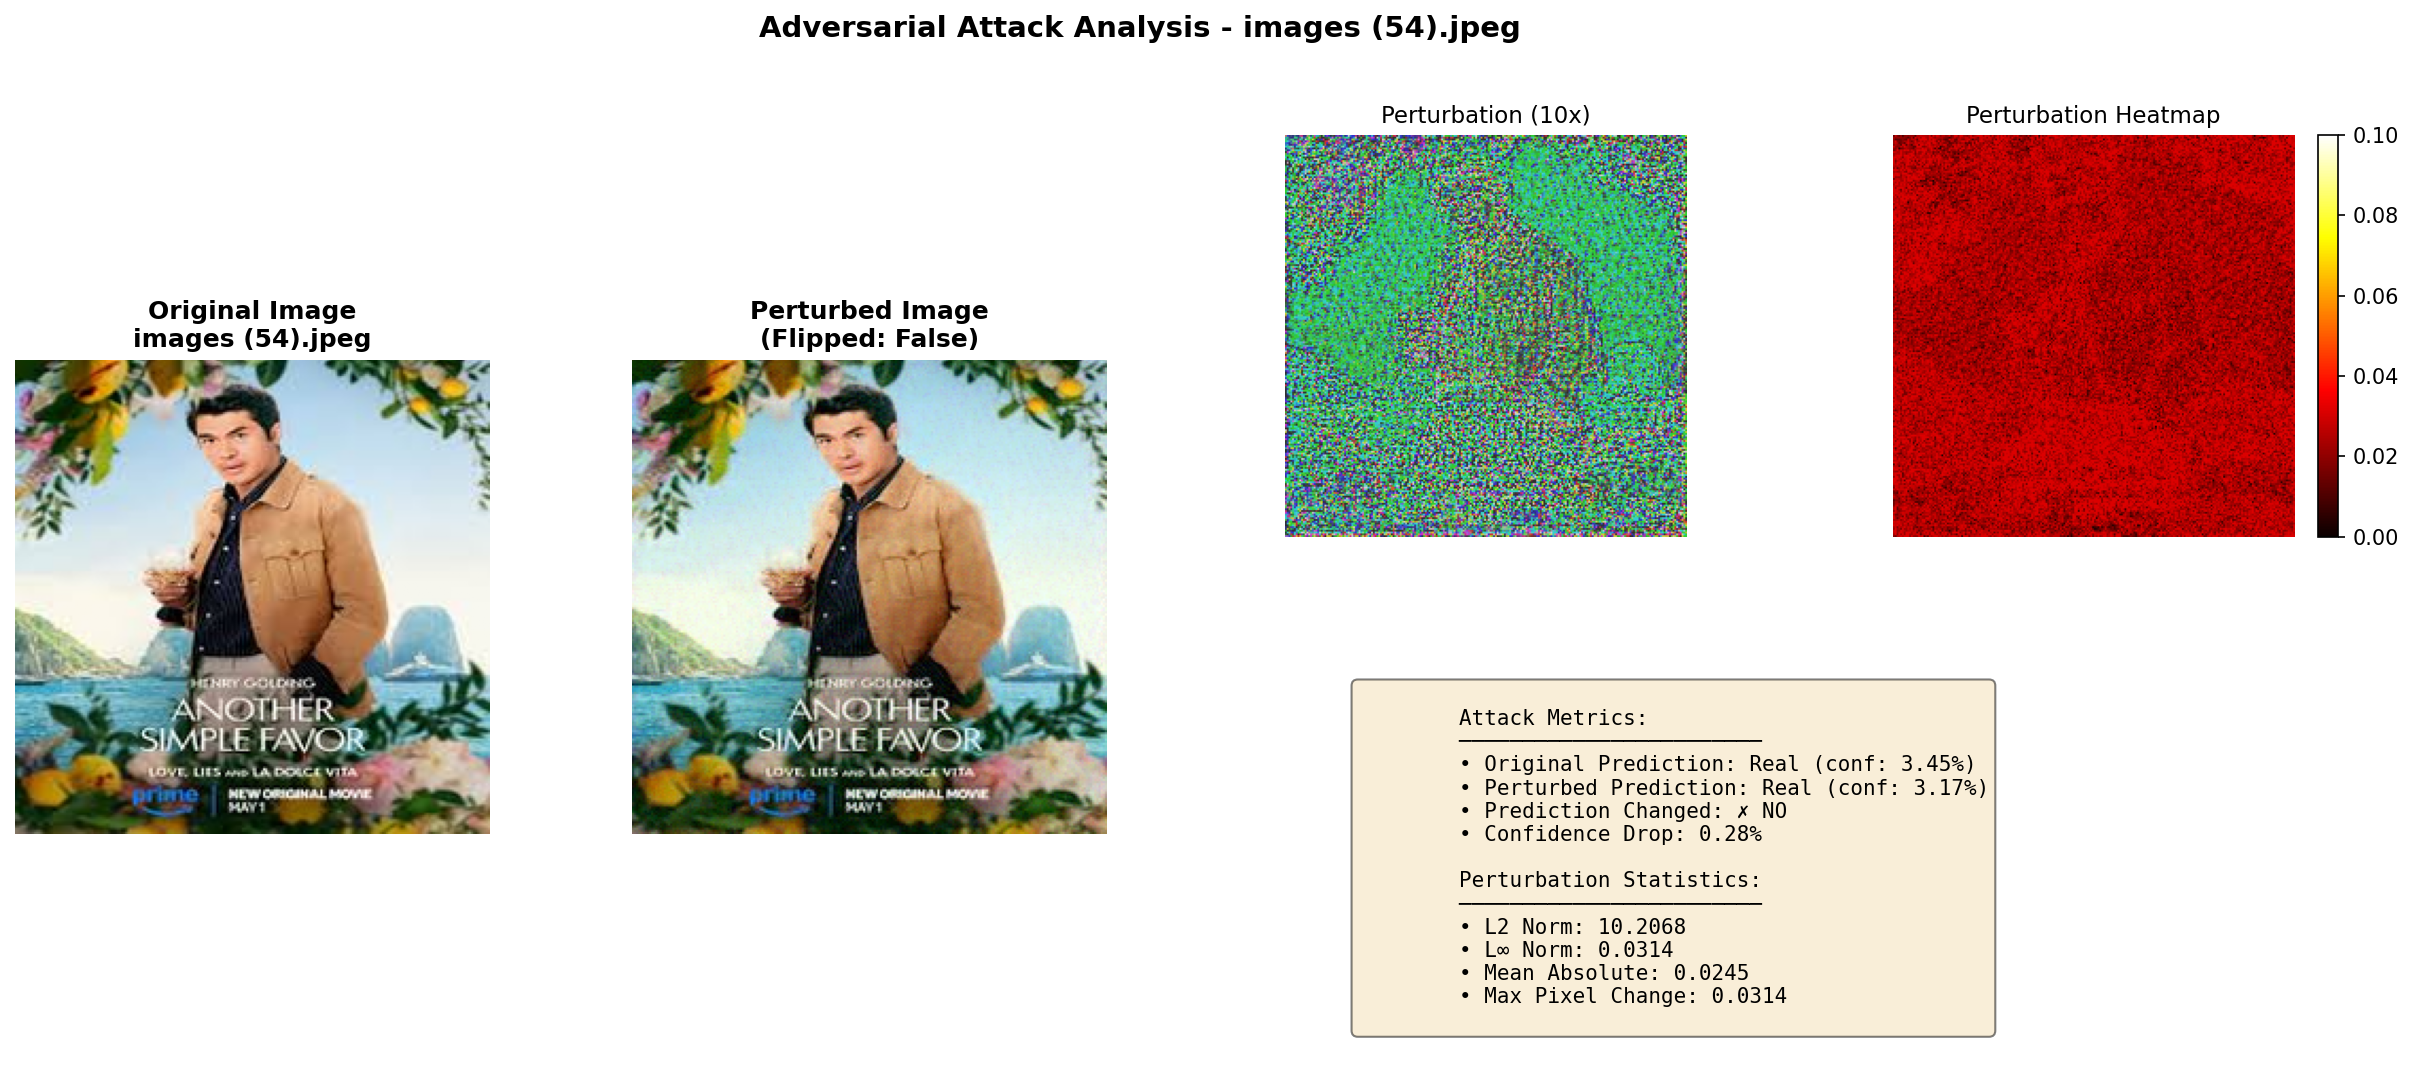 Adversarial Attack Analysis - images (54).jpeg
Original Image
images (54).jpeg
HENRY GOLDING
ANOTHER
SIMPLE FAVOR
LOVE, LIES AND LA DOLCE VITA
prime
NEW ORIGINAL MOVIE
MAY 1
Perturbed Image
(Flipped: False)
HENRY GOLDING
ANOTHER
SIMPLE FAVOR
LOVE, LIES AND LA DOLCE VITA
prime
NEW ORIGINAL MOVIE
MAY 1
Perturbation (10x)
Perturbation Heatmap
0.10
0.08
0.06
0.04
0.02
0.00
Attack Metrics:
• Original Prediction: Real (conf: 3.45%)
• Perturbed Prediction: Real (conf: 3.17%)
• Prediction Changed: ✗ NO
• Confidence Drop: 0.28%
Perturbation Statistics:
• L2 Norm: 10.2068
• L∞ Norm: 0.0314
• Mean Absolute: 0.0245
• Max Pixel Change: 0.0314